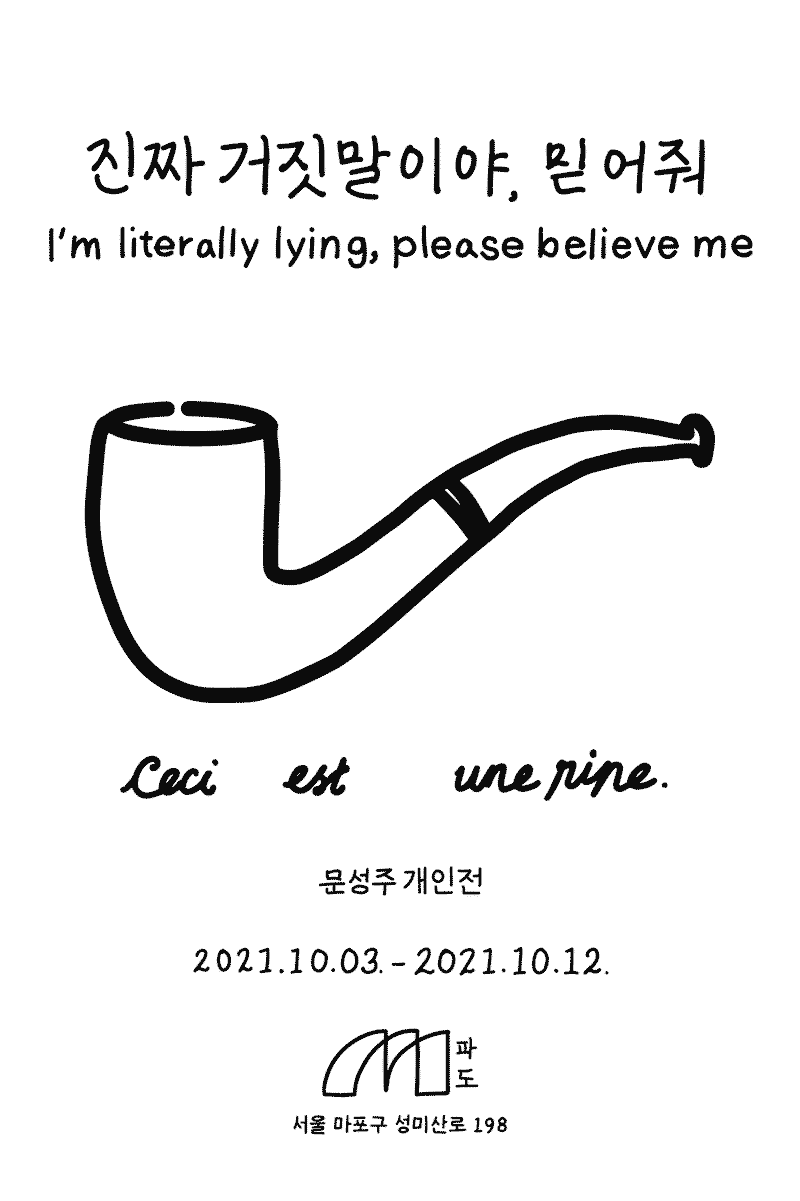 진짜 거짓말이야, 믿어줘
I'm literally lying, please believe me
Ceci est une pipe.
문성주 개인전
2021.10.03. - 2021.10.12.
파
도
서울 마포구 성미산로 198